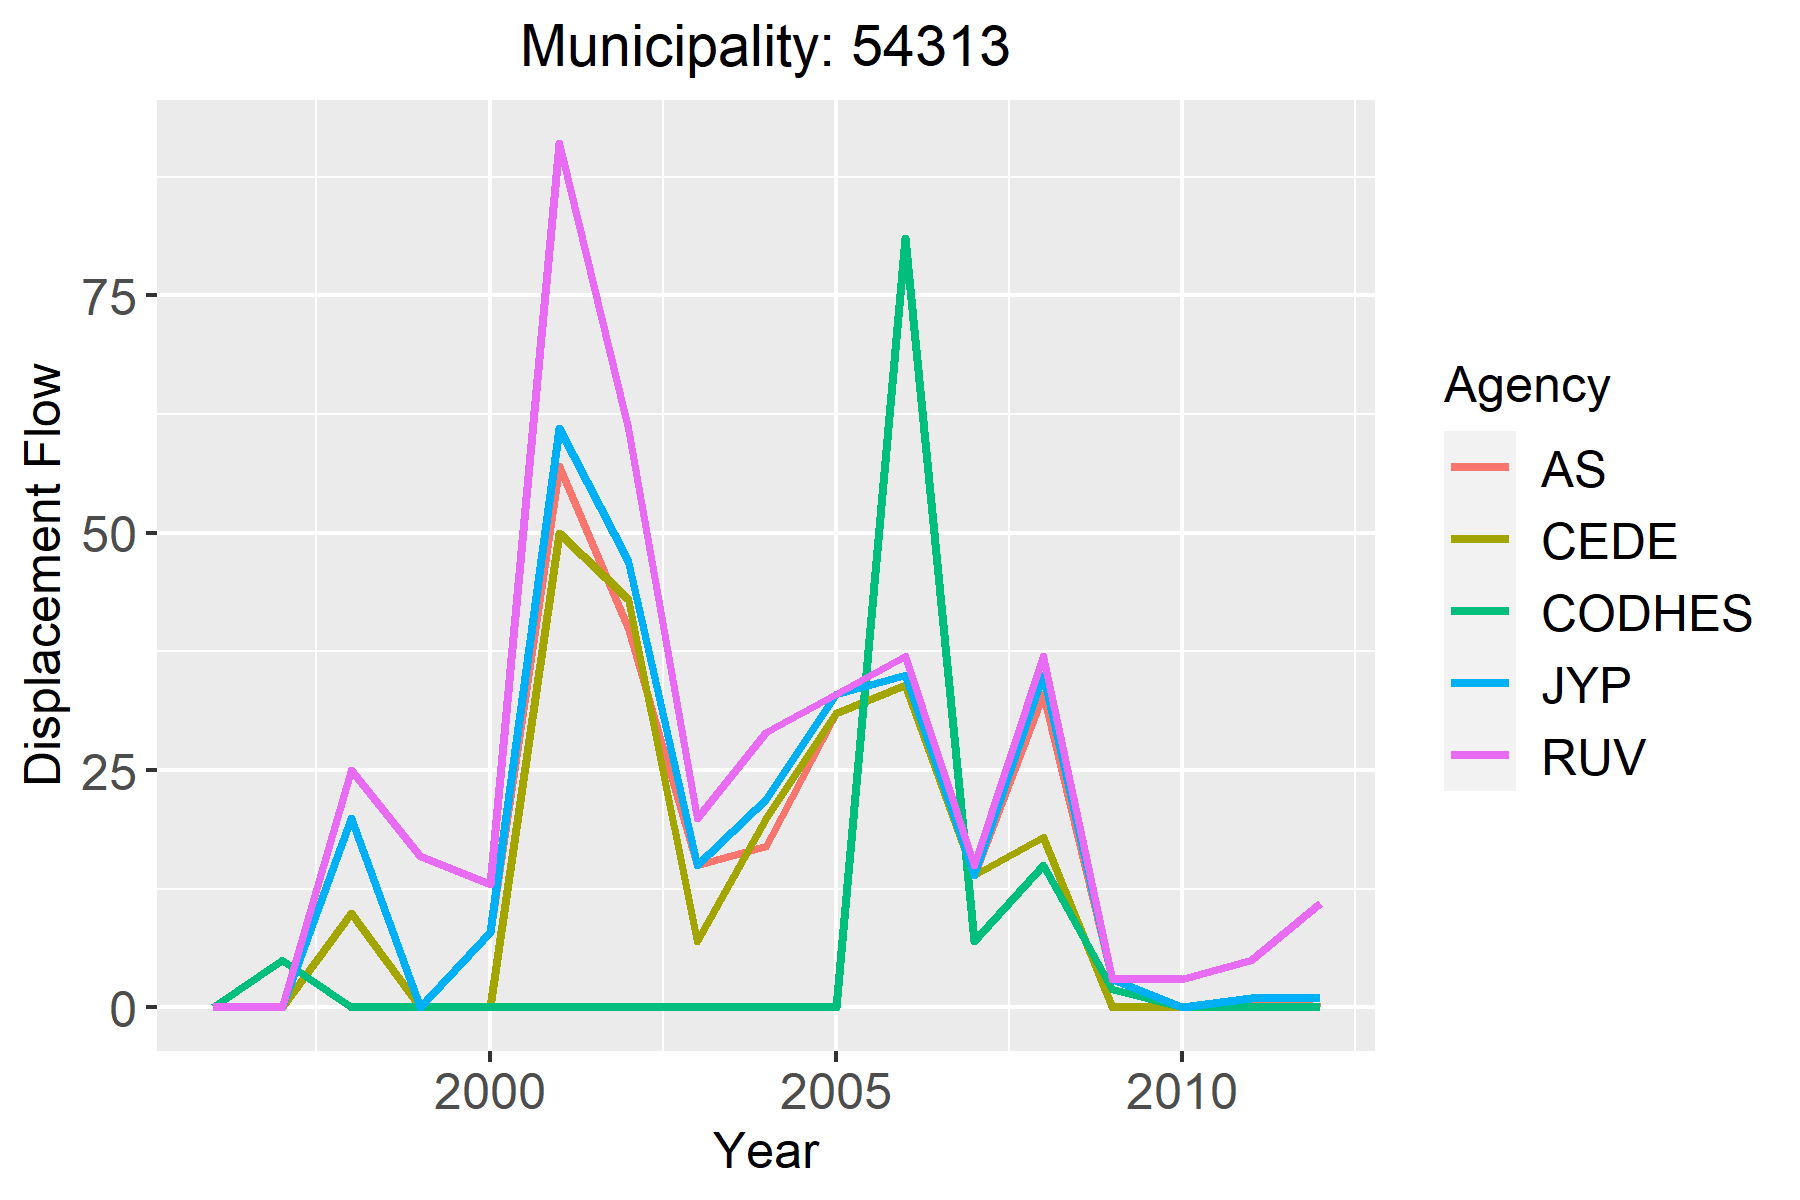 Municipality: 54313
Displacement Flow
75
50
25
0
2000 2005 2010
Year
Agency
AS
CEDE
CODHES
JYP
RUV